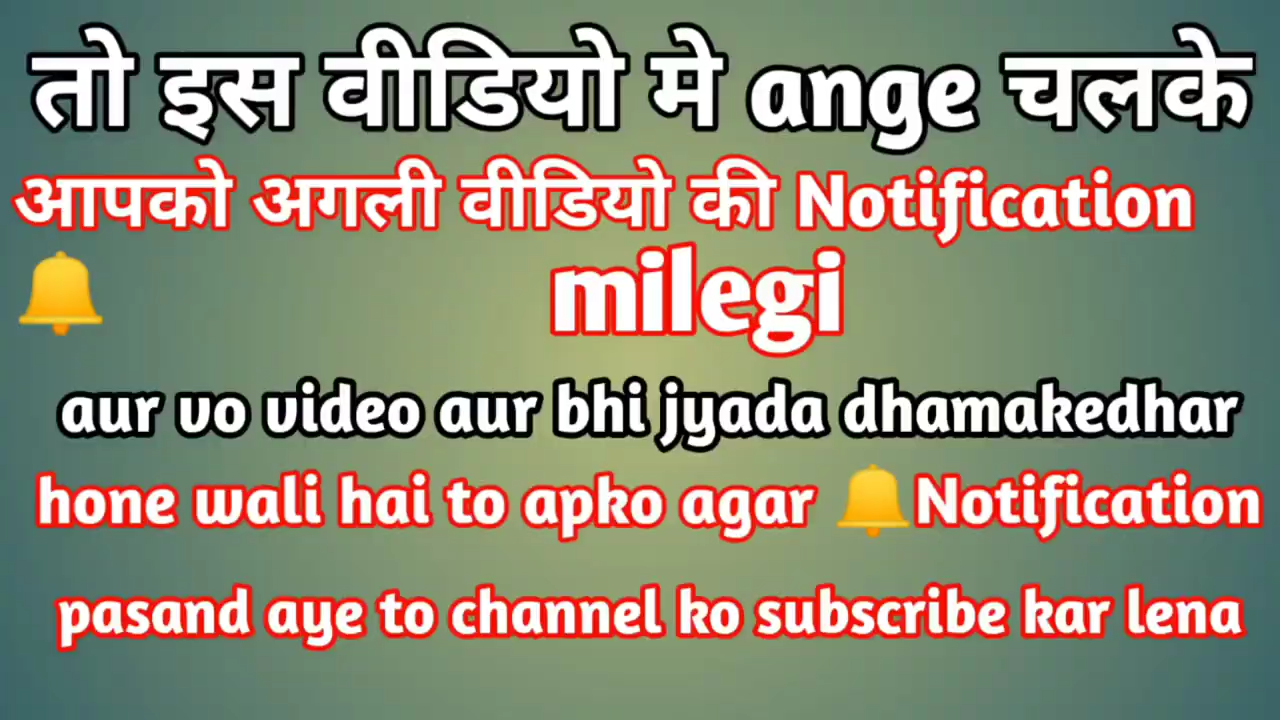 तो इस वीडियो मे ange चलके
आपको अगली वीडियो की Notification
🔔 milegi
aur vo video aur bhi jyada dhamakedhar
hone wali hai to apko agar 🔔Notification
pasand aye to channel ko subscribe kar lena